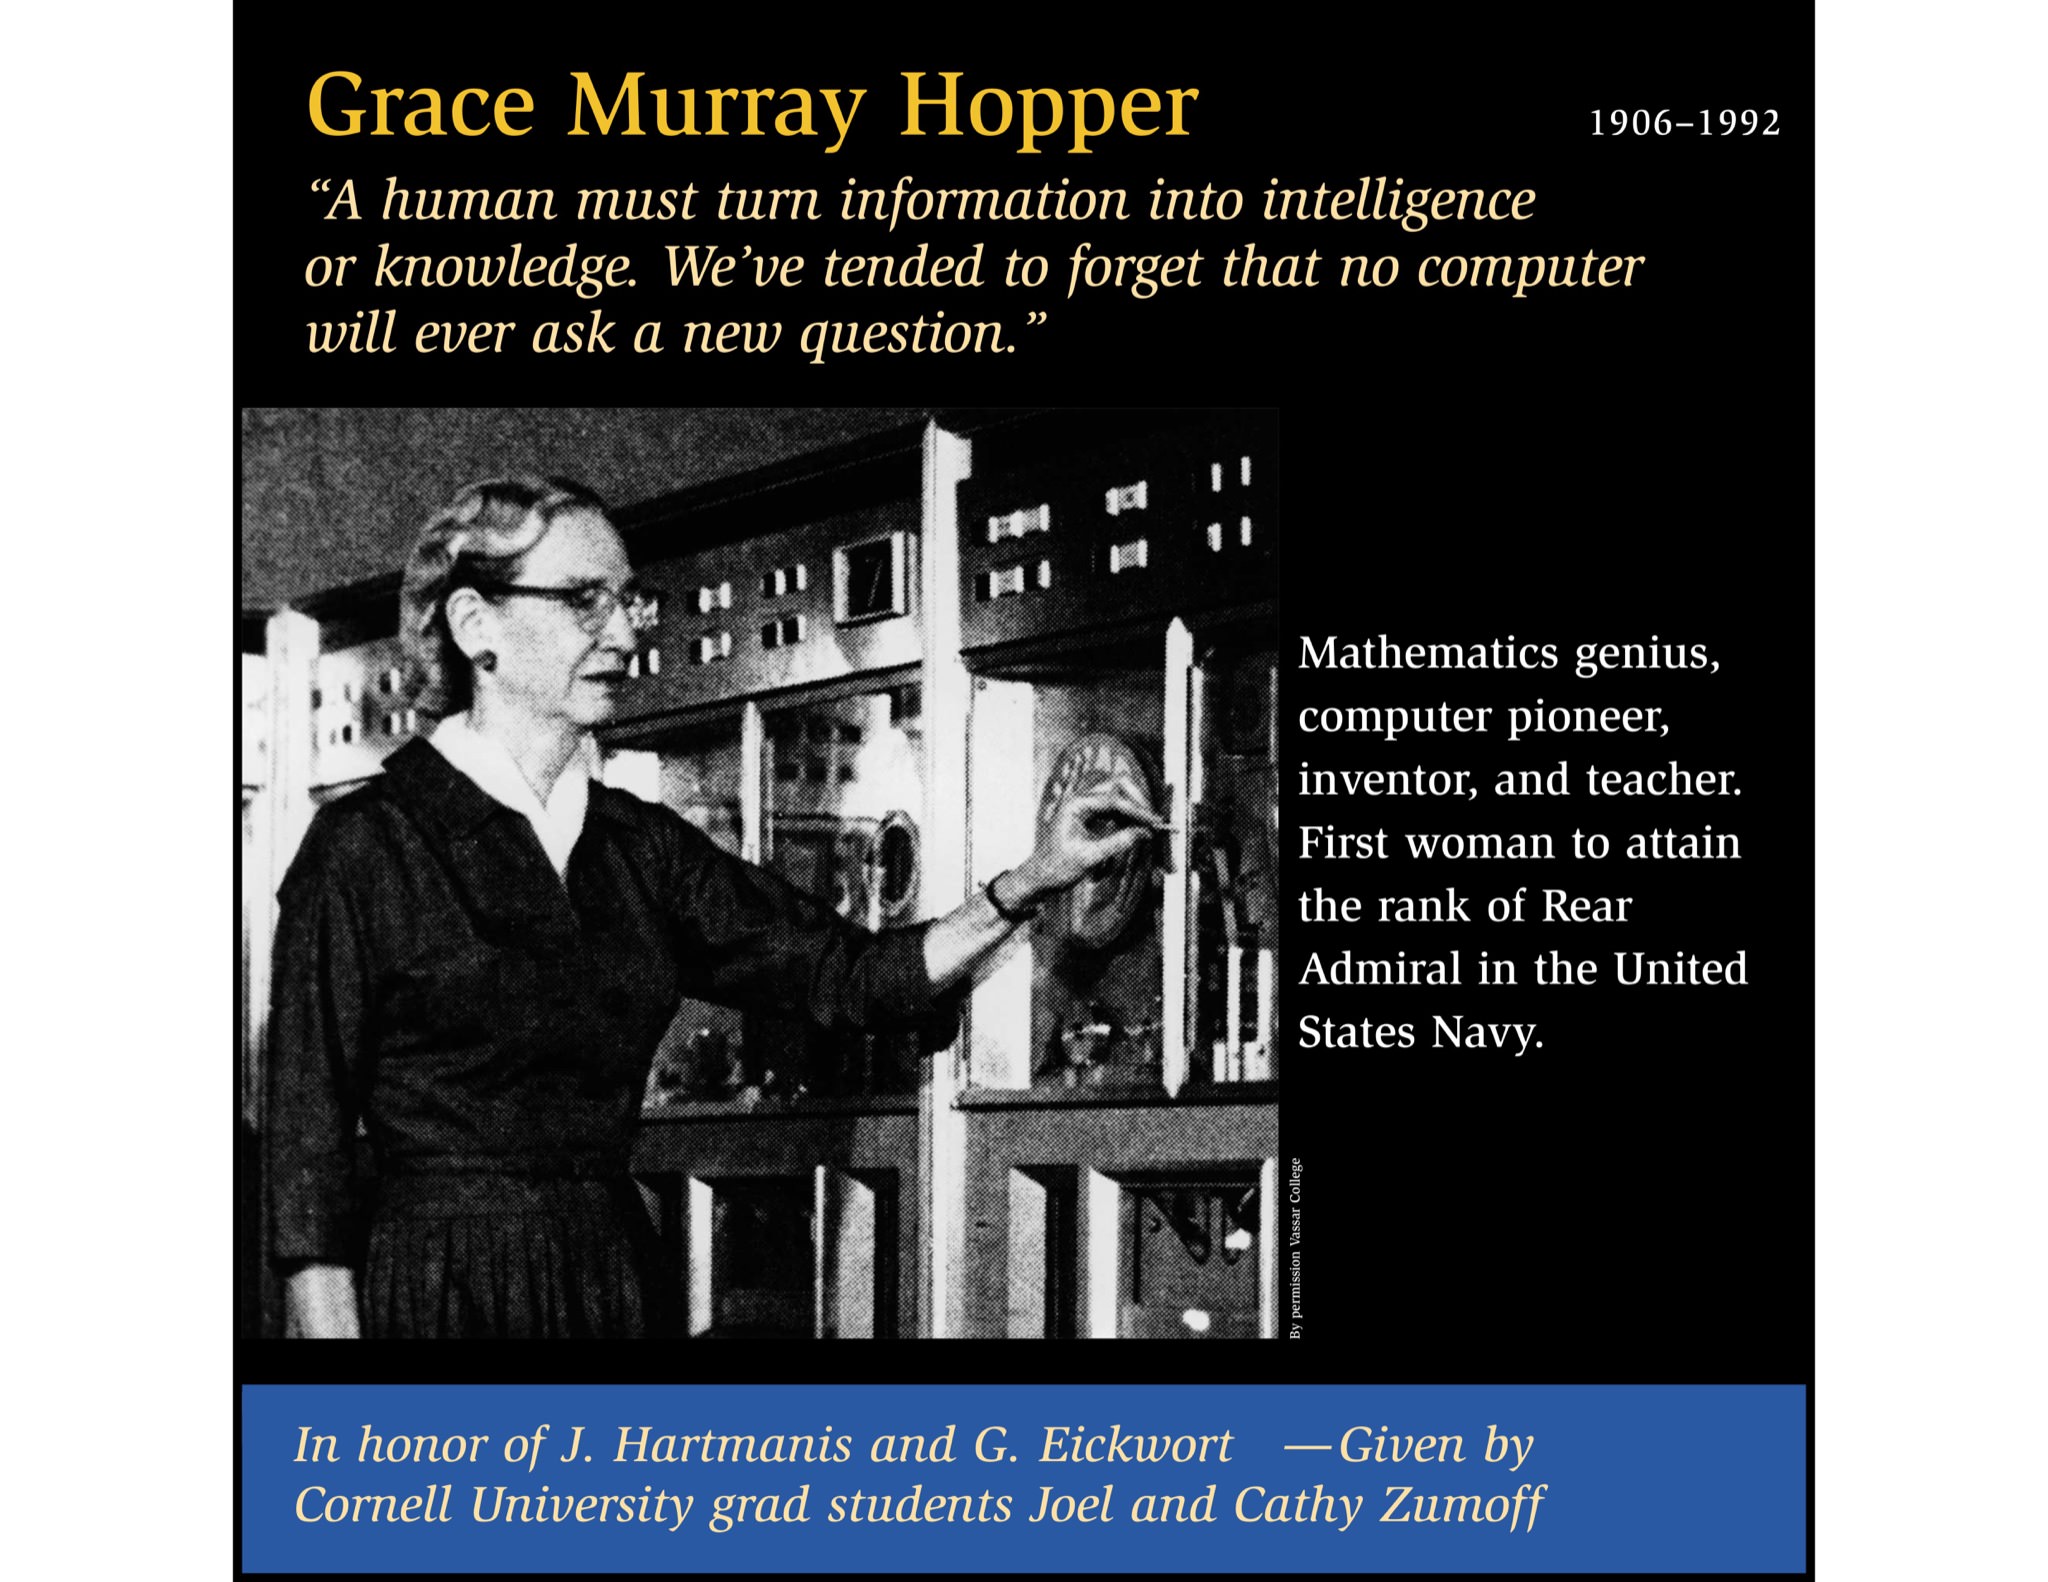 Grace Murray Hopper
1906–1992
“A human must turn information into intelligence
or knowledge. We’ve tended to forget that no computer
will ever ask a new question.”
Mathematics genius,
computer pioneer,
inventor, and teacher.
First woman to attain
the rank of Rear
Admiral in the United
States Navy.
By permission Vassar College
In honor of J. Hartmanis and G. Eickwort —Given by
Cornell University grad students Joel and Cathy Zumoff